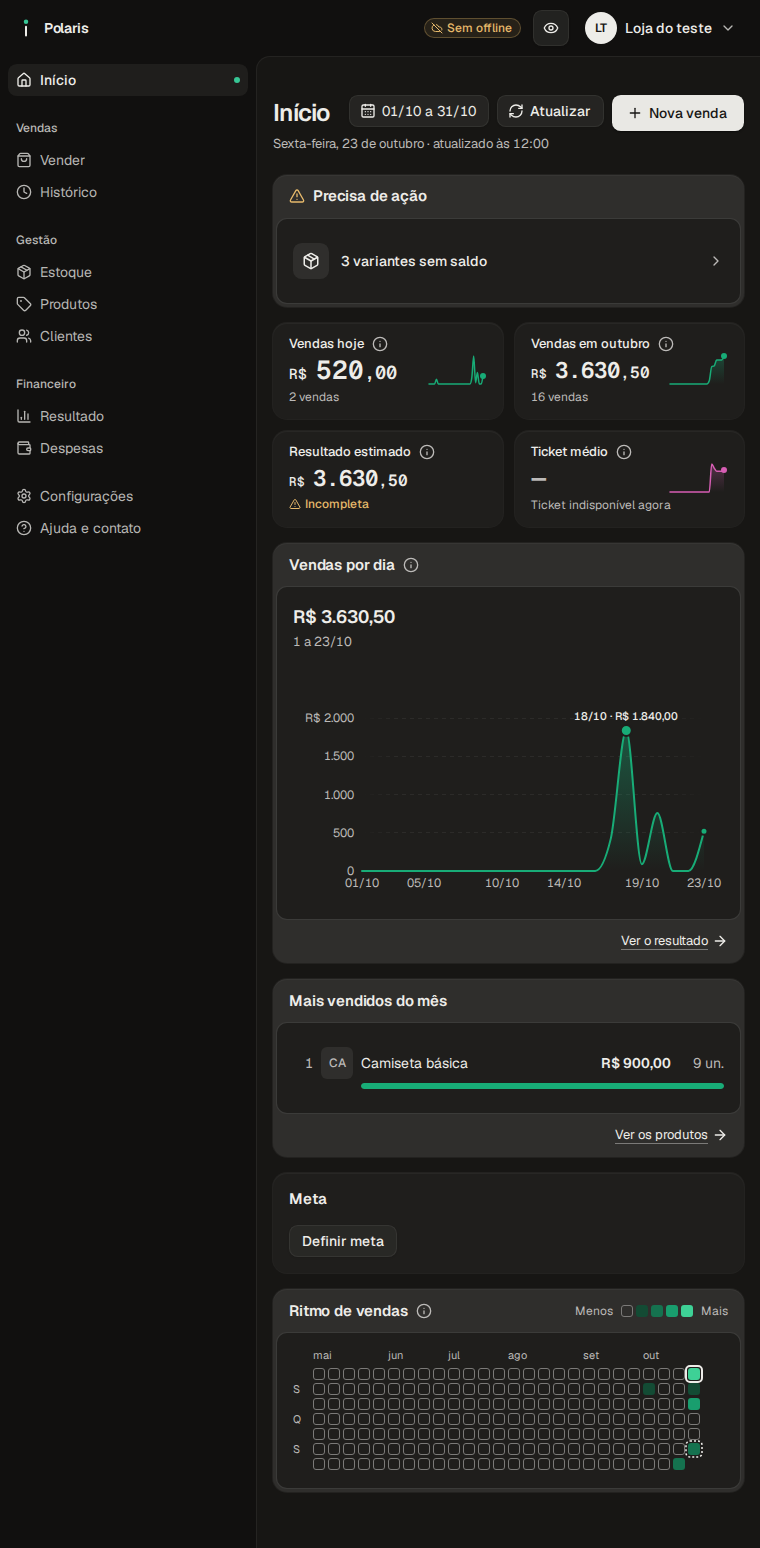 Polaris
Sem offline
LT
Loja do teste
Início
Vendas
Vender
Histórico
Gestão
Estoque
Produtos
Clientes
Financeiro
Resultado
Despesas
Configurações
Ajuda e contato
Início
01/10 a 31/10
Atualizar
Nova venda
Sexta-feira, 23 de outubro · atualizado às 12:00
Precisa de ação
3 variantes sem saldo
Vendas hoje
R$ 520,00
2 vendas
Vendas em outubro
R$ 3.630,50
16 vendas
Resultado estimado
R$ 3.630,50
Incompleta
Ticket médio
—
Ticket indisponível agora
Vendas por dia
R$ 3.630,50
1 a 23/10
18/10 · R$ 1.840,00
R$ 2.000
1.500
1.000
500
0
01/10 05/10 10/10 14/10 19/10 23/10
Ver o resultado
Mais vendidos do mês
1 CA Camiseta básica R$ 900,00 9 un.
Ver os produtos
Meta
Definir meta
Ritmo de vendas
Menos Mais
mai jun jul ago set out
S
Q
S